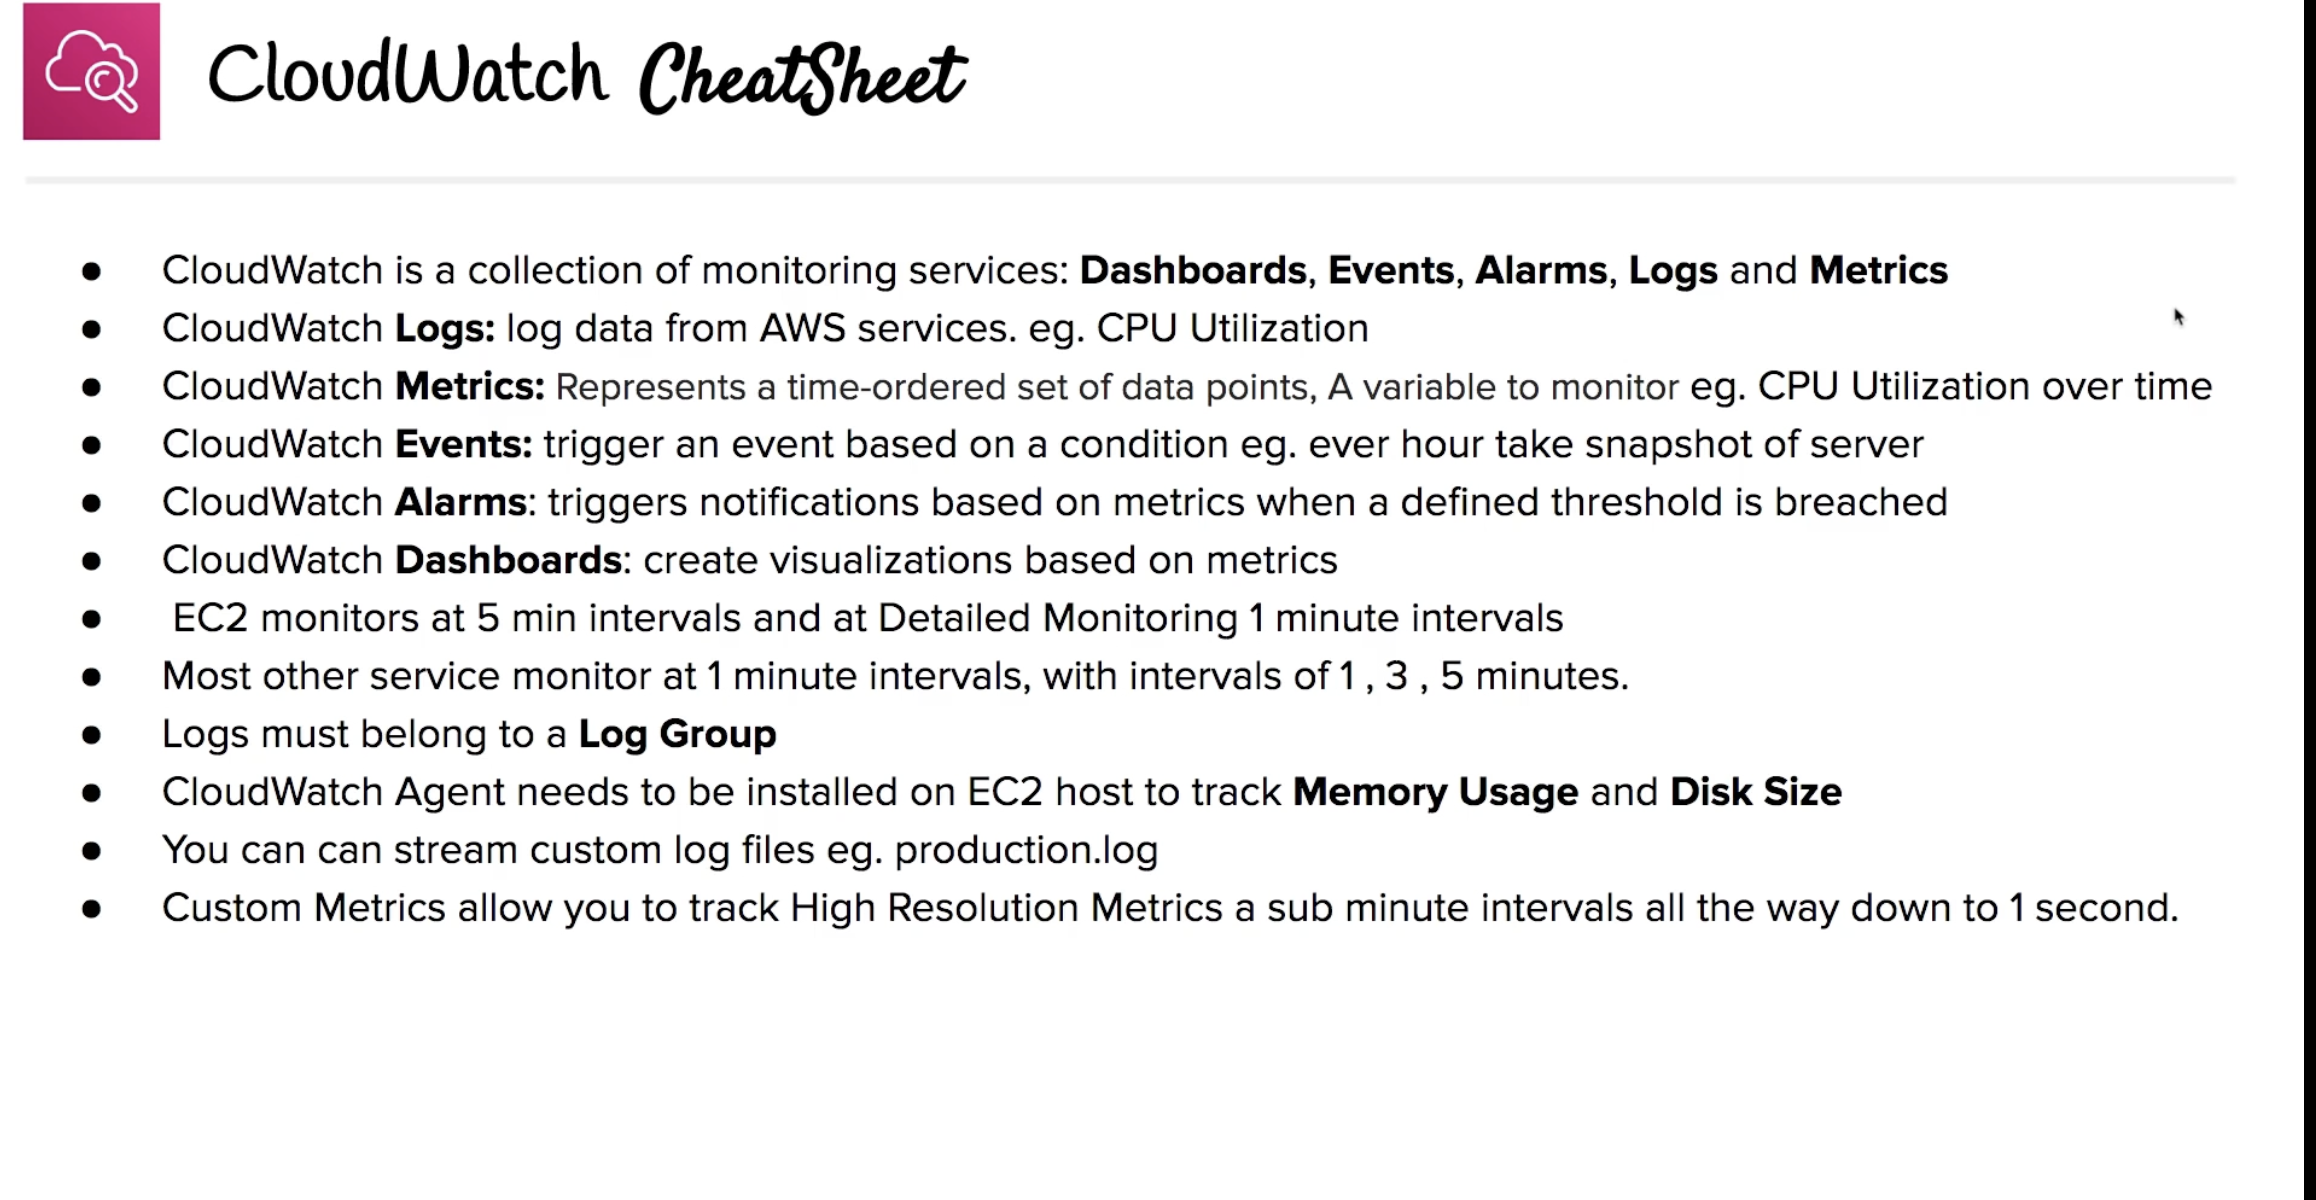 CloudWatch CheatSheet
● CloudWatch is a collection of monitoring services: Dashboards, Events, Alarms, Logs and Metrics
● CloudWatch Logs: log data from AWS services. eg. CPU Utilization
● CloudWatch Metrics: Represents a time-ordered set of data points, A variable to monitor eg. CPU Utilization over time
● CloudWatch Events: trigger an event based on a condition eg. ever hour take snapshot of server
● CloudWatch Alarms: triggers notifications based on metrics when a defined threshold is breached
● CloudWatch Dashboards: create visualizations based on metrics
● EC2 monitors at 5 min intervals and at Detailed Monitoring 1 minute intervals
● Most other service monitor at 1 minute intervals, with intervals of 1 , 3 , 5 minutes.
● Logs must belong to a Log Group
● CloudWatch Agent needs to be installed on EC2 host to track Memory Usage and Disk Size
● You can can stream custom log files eg. production.log
● Custom Metrics allow you to track High Resolution Metrics a sub minute intervals all the way down to 1 second.